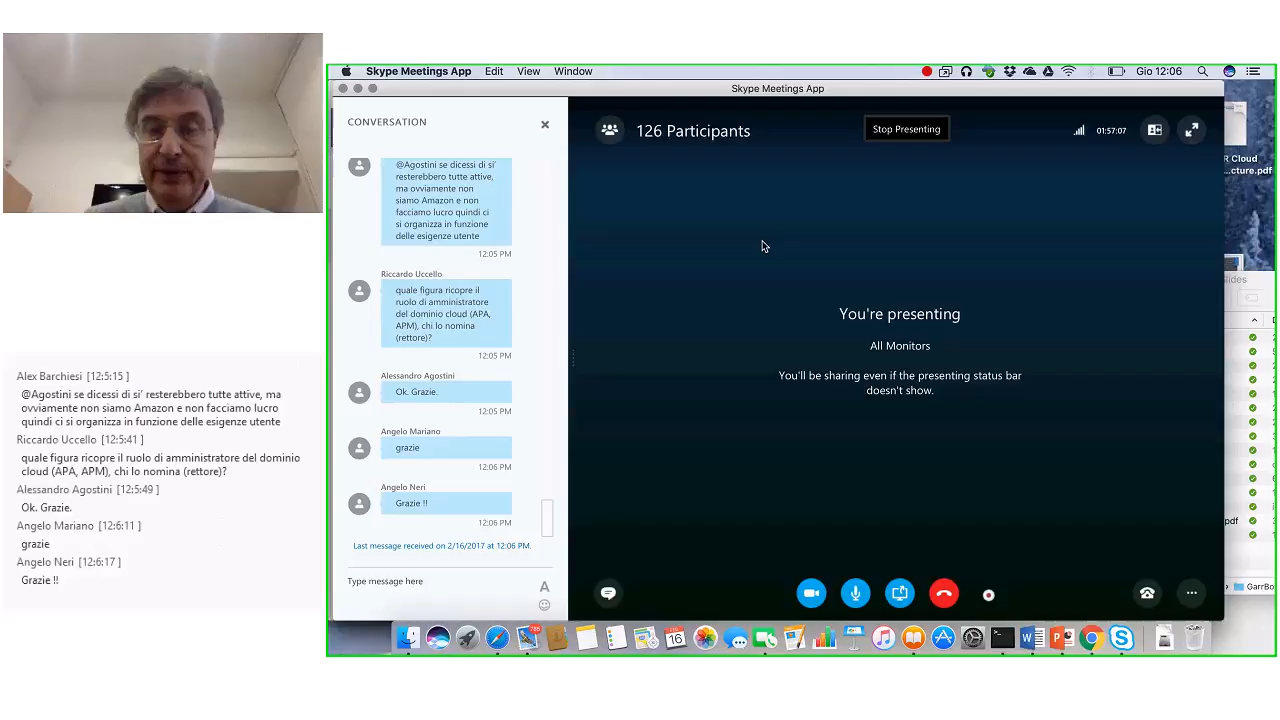 Skype Meetings App Edit View Window
Gio 12:06
Skype Meetings App
CONVERSATION
@Agostini se dicessi di si'
resterebbero tutte attive,
ma ovviamente non
siamo Amazon e non
facciamo lucro quindi ci
si organizza in funzione
delle esigenze utente
12:05 PM
Riccardo Uccello
quale figura ricopre il
ruolo di amministratore
del dominio cloud (APA,
APM), chi lo nomina
(rettore)?
12:05 PM
Alessandro Agostini
Ok. Grazie.
12:05 PM
Angelo Mariano
grazie
12:06 PM
Angelo Neri
Grazie !!
12:06 PM
Last message received on 2/16/2017 at 12:06 PM.
Type message here
A
126 Participants
Stop Presenting
01:57:07
You're presenting
All Monitors
You'll be sharing even if the presenting status bar
doesn't show.
R Cloud
...cture.pdf
lides
pdf
GarrBo
16
Alex Barchiesi [12:5:15 ]
@Agostini se dicessi di si' resterebbero tutte attive, ma
ovviamente non siamo Amazon e non facciamo lucro
quindi ci si organizza in funzione delle esigenze utente
Riccardo Uccello [12:5:41 ]
quale figura ricopre il ruolo di amministratore del dominio
cloud (APA, APM), chi lo nomina (rettore)?
Alessandro Agostini [12:5:49 ]
Ok. Grazie.
Angelo Mariano [12:6:11 ]
grazie
Angelo Neri [12:6:17 ]
Grazie !!